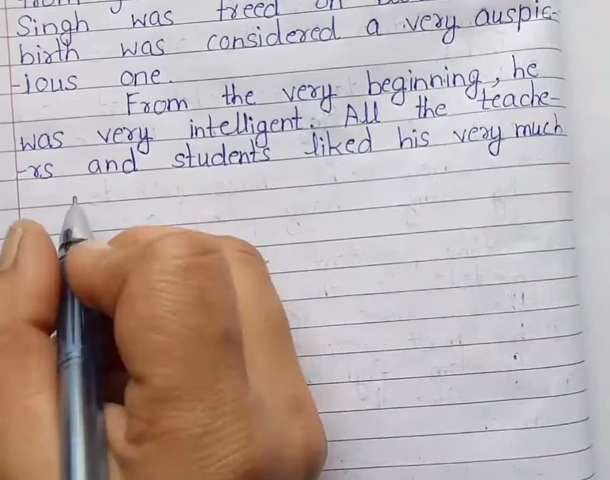 Singh was freed on
birth was considered a very auspic-
-ious one.
From the very beginning, he
was very intelligent. All the teache-
-rs and students liked his very much